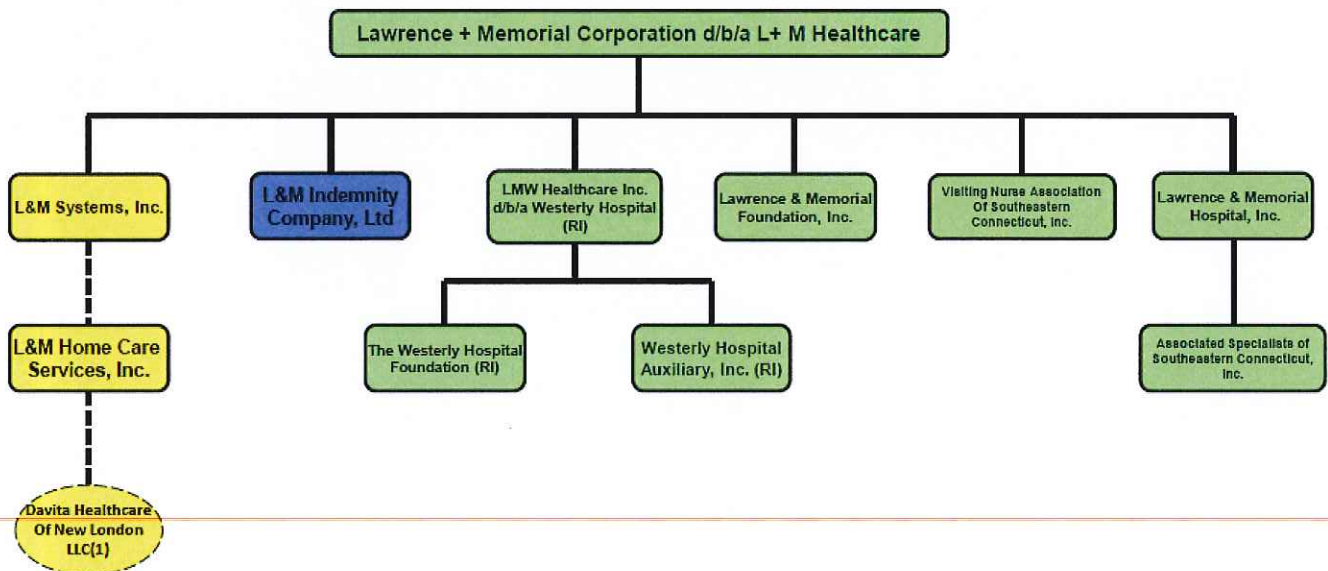 Lawrence + Memorial Corporation d/b/a L+ M Healthcare
L&M Systems, Inc.
L&M Indemnity
Company, Ltd
LMW Healthcare Inc.
d/b/a Westerly Hospital
(RI)
Lawrence & Memorial
Foundation, Inc.
Visiting Nurse Association
Of Southeastern
Connecticut, Inc.
Lawrence & Memorial
Hospital, Inc.
L&M Home Care
Services, Inc.
The Westerly Hospital
Foundation (RI)
Westerly Hospital
Auxiliary, Inc. (RI)
Associated Specialists of
Southeastern Connecticut,
Inc.
Davita Healthcare
Of New London
LLC(1)